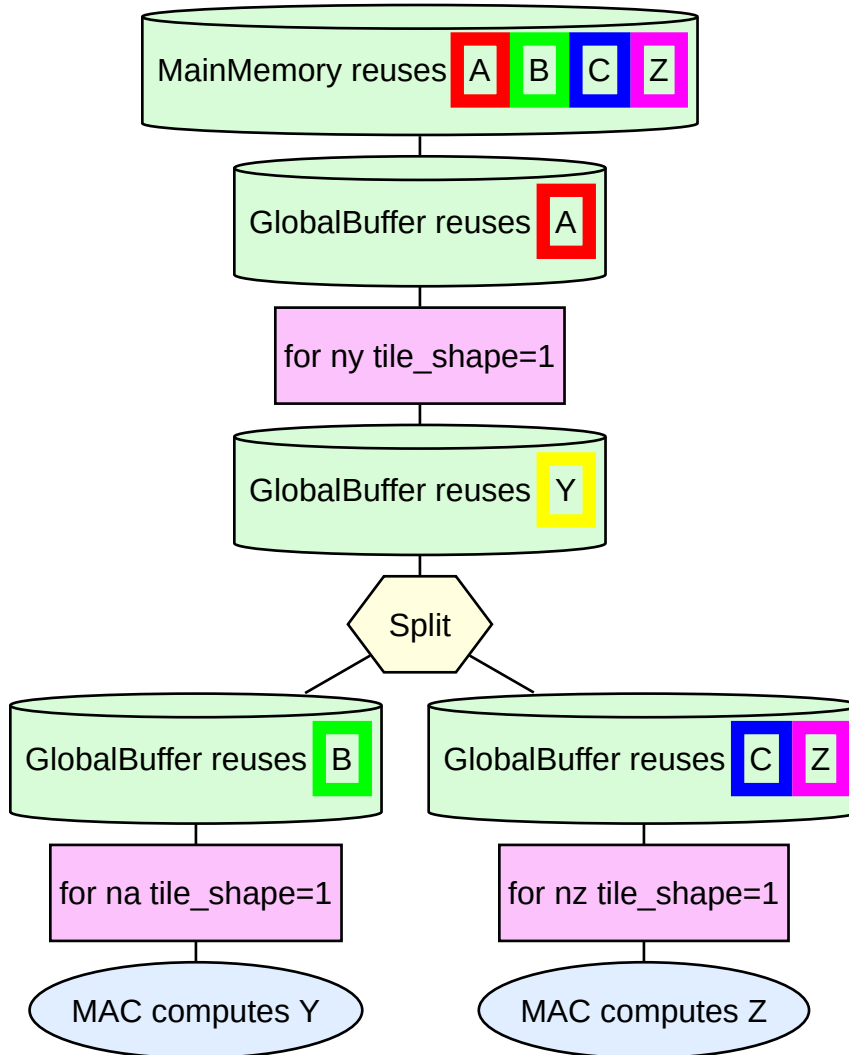 MainMemory reuses A B C Z
GlobalBuffer reuses A
for ny tile_shape=1
GlobalBuffer reuses Y
Split
GlobalBuffer reuses B
GlobalBuffer reuses C Z
for na tile_shape=1
for nz tile_shape=1
MAC computes Y
MAC computes Z